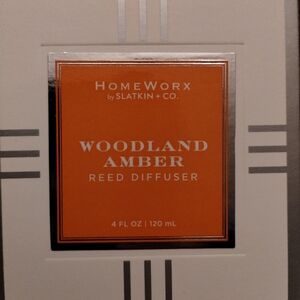 HOMEWORX
by SLATKIN + CO.
WOODLAND
AMBER
REED DIFFUSER
4 FL OZ | 120 mL